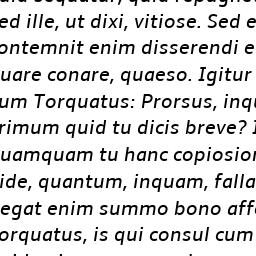 ed ille, ut dixi, vitiose. Sed e
ontemnit enim disserendi e
uare conare, quaeso. Igitur
um Torquatus: Prorsus, inqu
rimum quid tu dicis breve? I
uamquam tu hanc copiosior
ide, quantum, inquam, falla
egat enim summo bono affe
orquatus, is qui consul cum